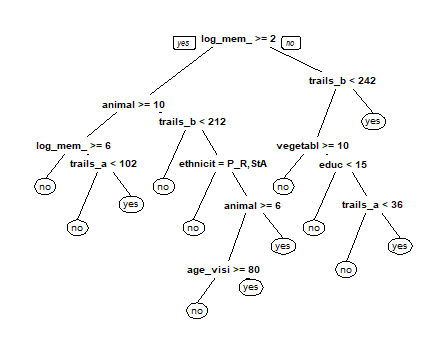 yes log_mem_ >= 2 no
trails_b < 242
animal >= 10
trails_b < 212
yes
log_mem_ >= 6
vegetabl >= 10
trails_a < 102
ethnicit = P_R,StA
educ < 15
no
no
no
yes
animal >= 6
trails_a < 36
no
no
no
yes
yes
age_visi >= 80
no
yes
no